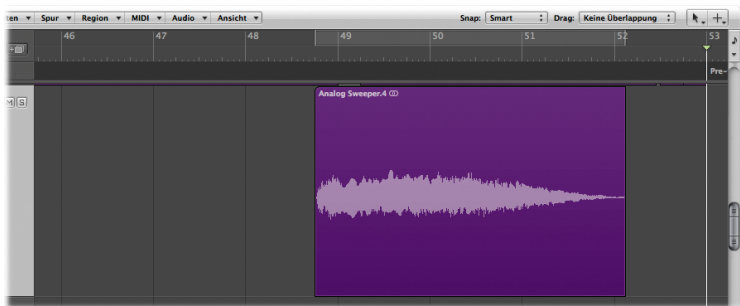 ten Spur Region MIDI Audio Ansicht Snap: Smart Drag: Keine Überlappung
46 47 48 49 50 51 52 53
Pre-
Analog Sweeper.4
M S